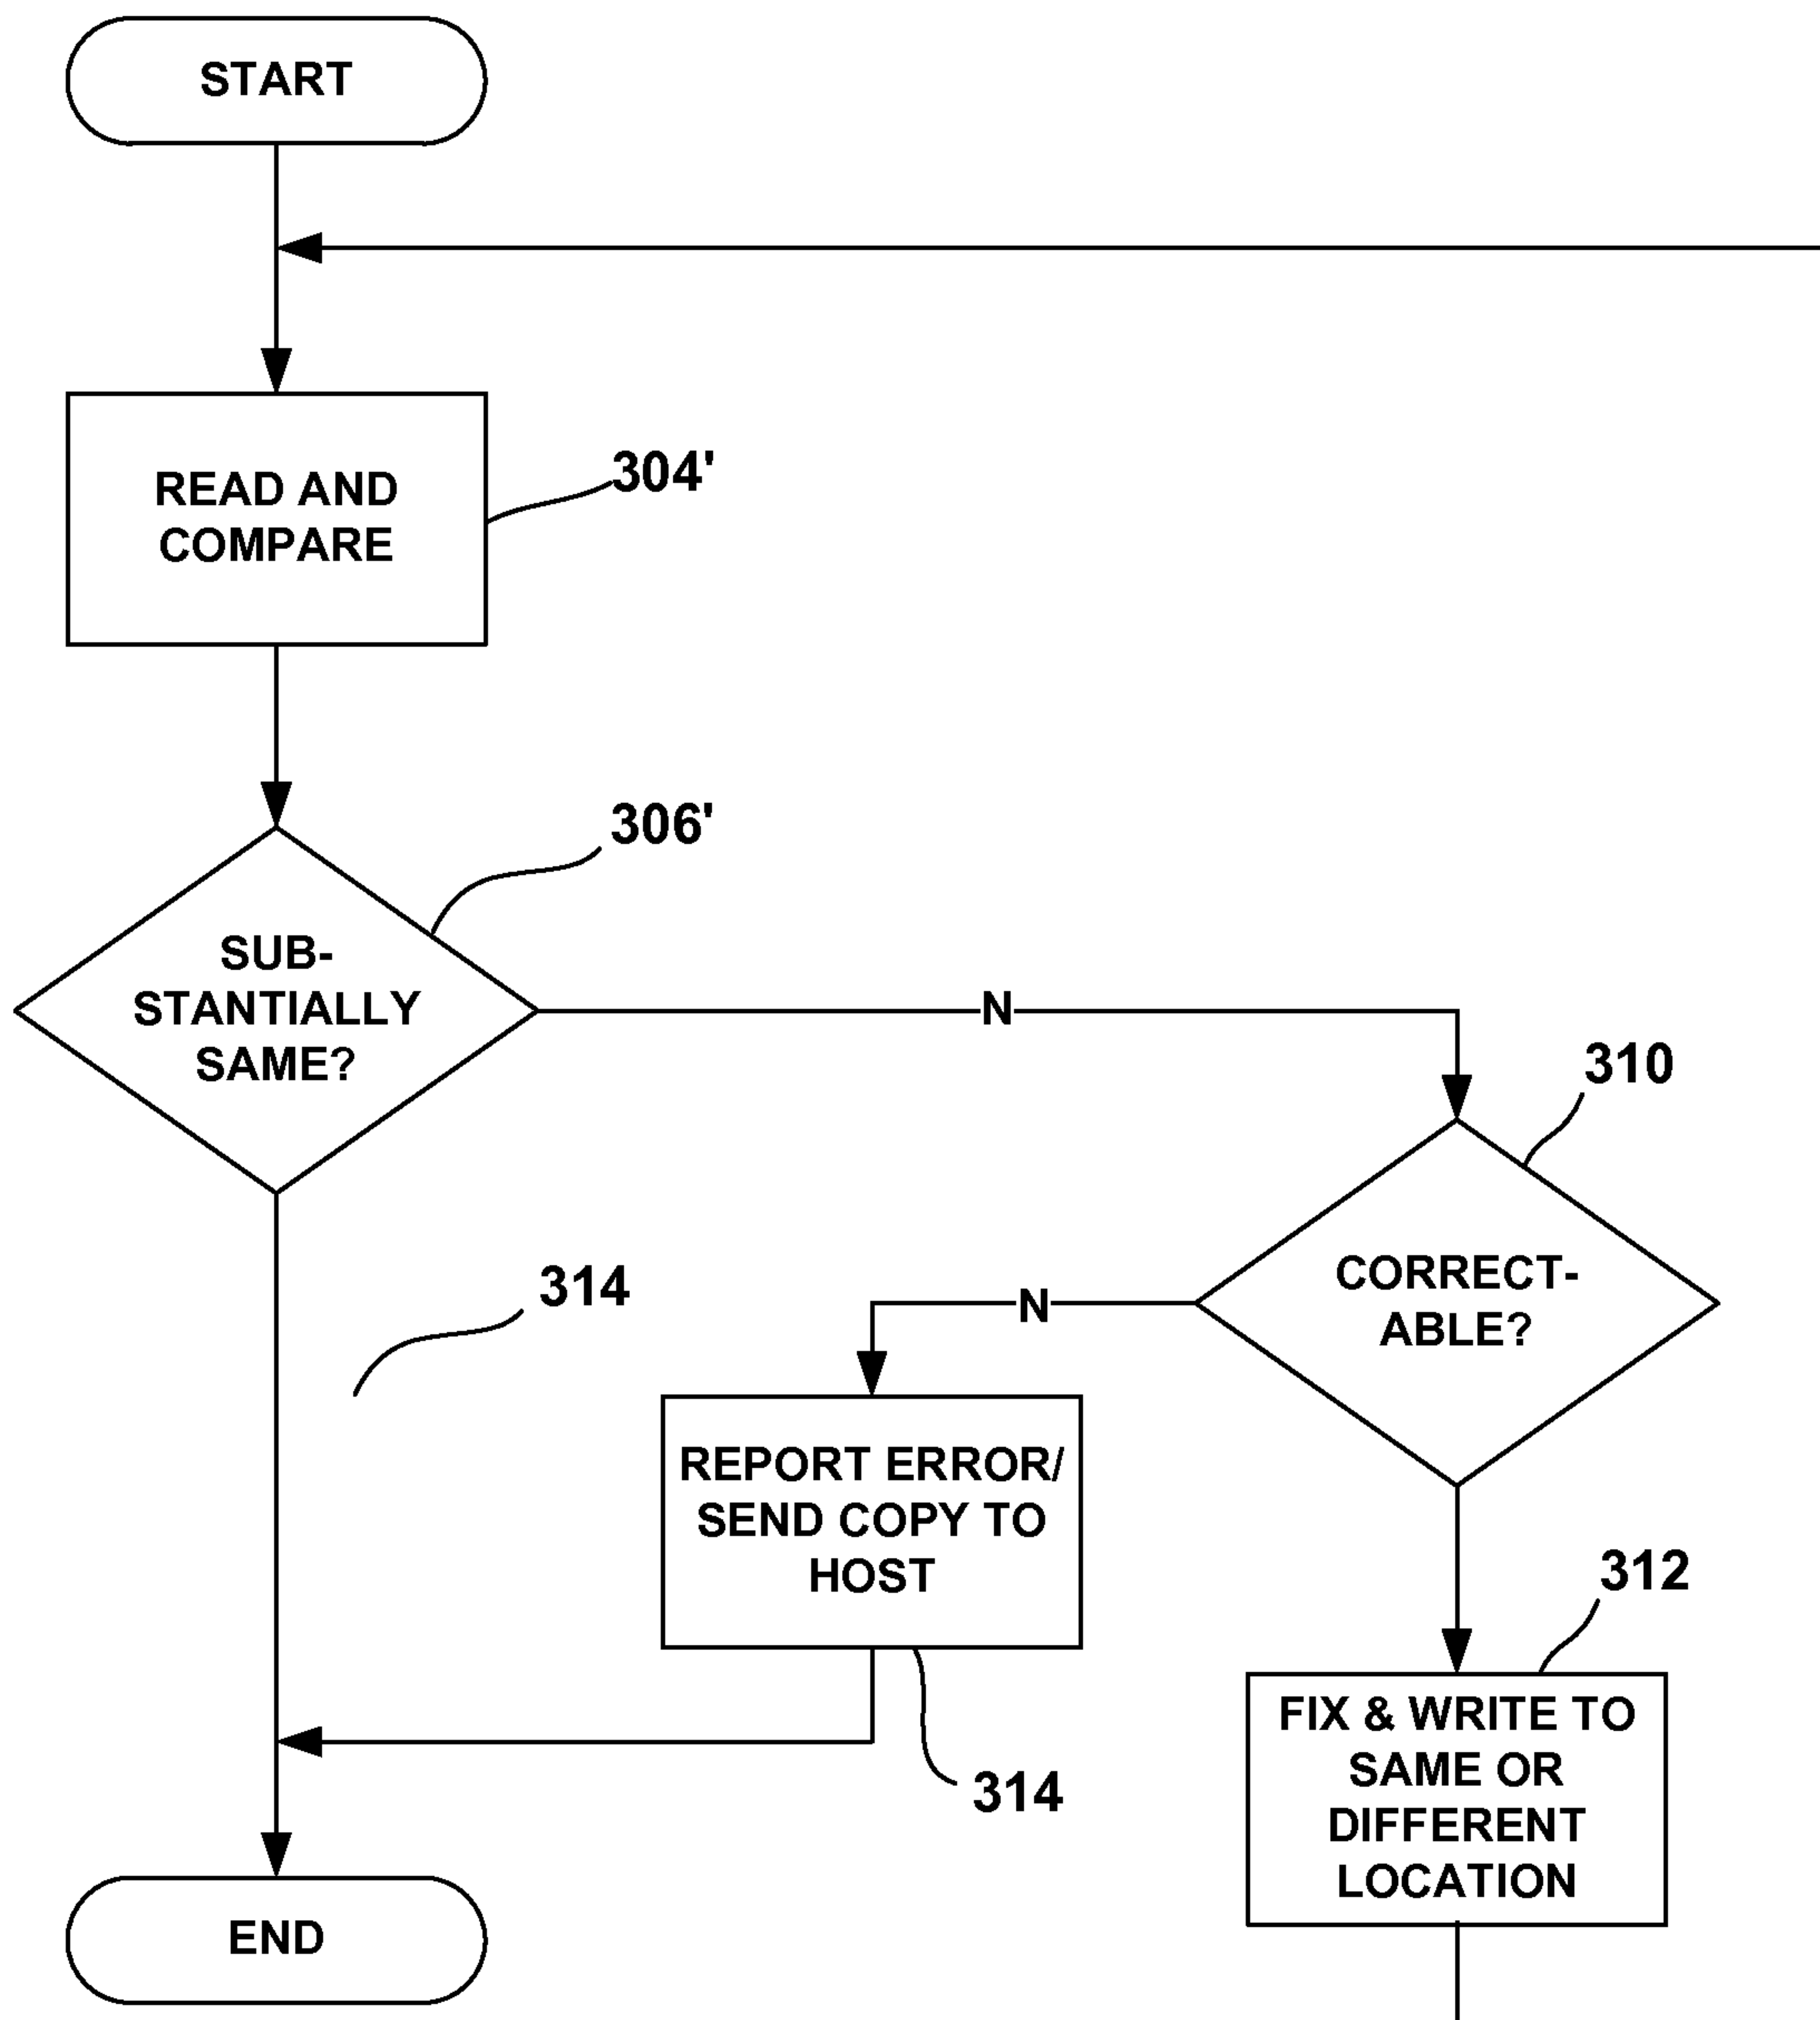 START
READ AND
COMPARE
304'
306'
SUB-
STANTIALLY
SAME?
N
310
CORRECT-
ABLE?
N
314
REPORT ERROR/
SEND COPY TO
HOST
312
FIX & WRITE TO
SAME OR
DIFFERENT
LOCATION
314
END